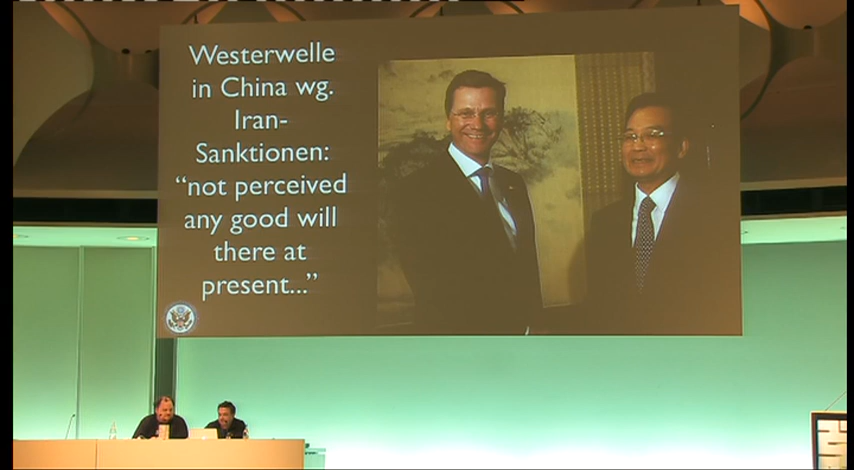 Westerwelle
in China wg.
Iran-
Sanktionen:
“not perceived
any good will
there at
present...”